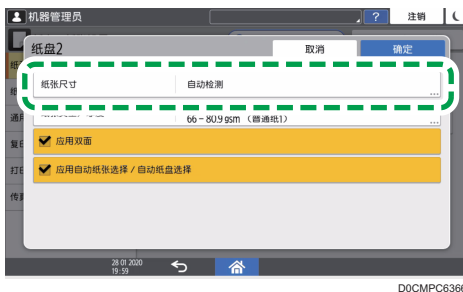 机器管理员
? 注销
纸盘2 取消 确定
纸张尺寸 自动检测 ...
66 – 80.9 gsm （普通纸1） ...
应用双面
应用自动纸张选择 / 自动纸盘选择
28 01 2020
19:59
D0CMPC6366